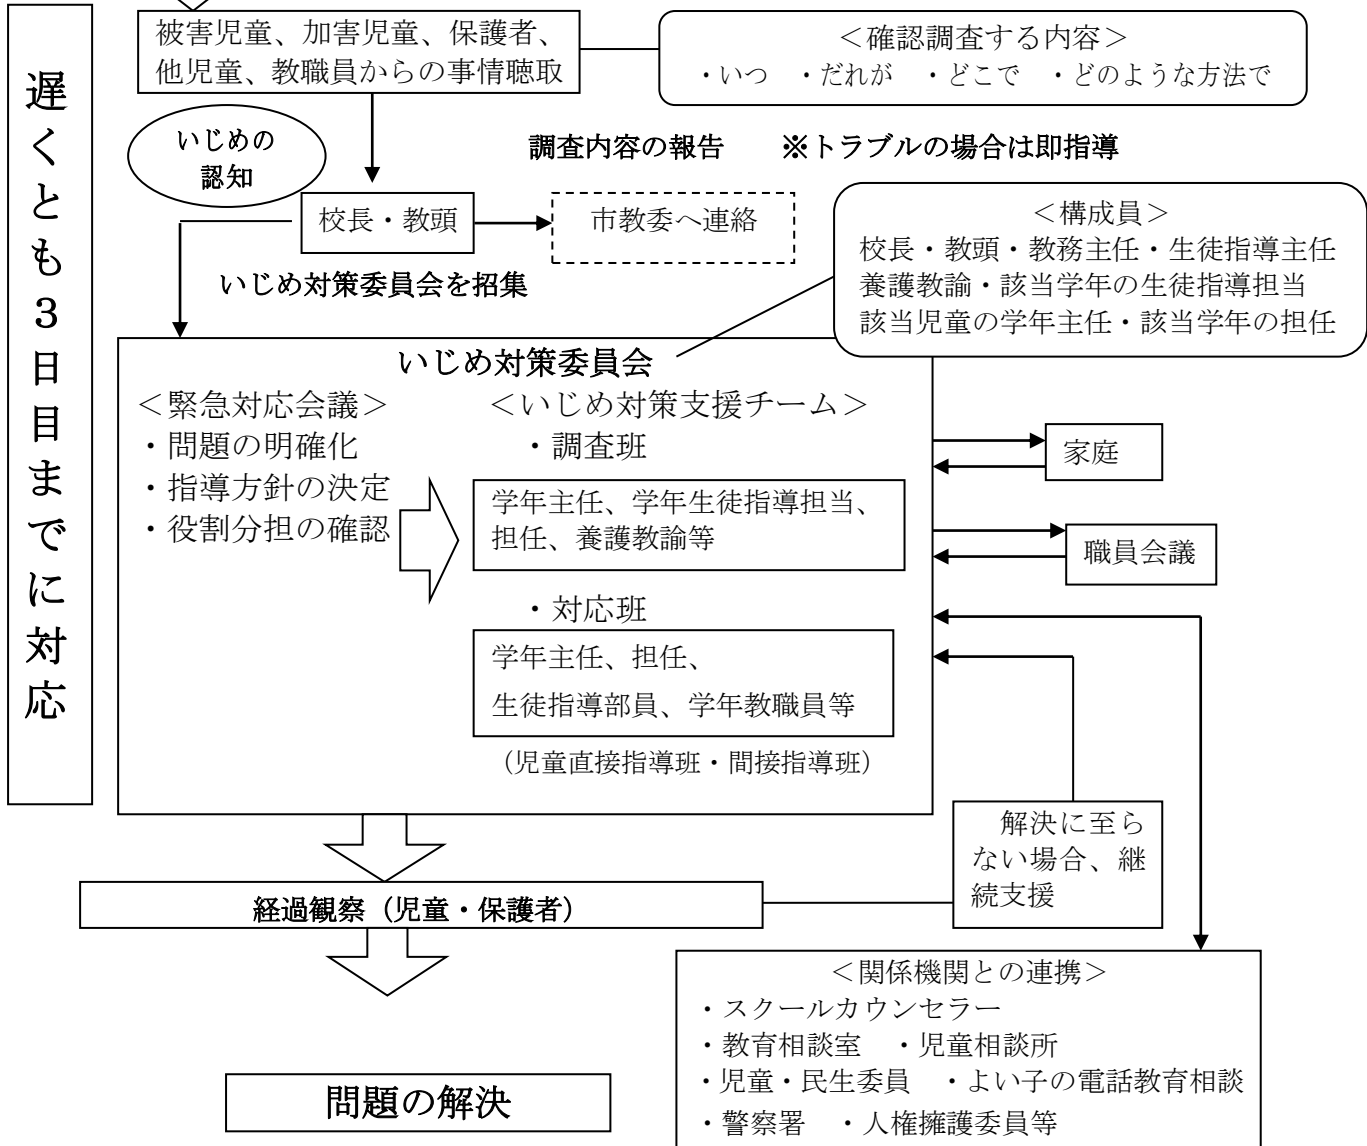 遅くとも３日目までに対応
被害児童、加害児童、保護者、
他児童、教職員からの事情聴取
＜確認調査する内容＞
・いつ　・だれが　・どこで　・どのような方法で
いじめの
認知
調査内容の報告　　※トラブルの場合は即指導
校長・教頭
市教委へ連絡
＜構成員＞
校長・教頭・教務主任・生徒指導主任
養護教諭・該当学年の生徒指導担当
該当児童の学年主任・該当学年の担任
いじめ対策委員会を招集
いじめ対策委員会
＜緊急対応会議＞
・問題の明確化
・指導方針の決定
・役割分担の確認
＜いじめ対策支援チーム＞
・調査班
学年主任、学年生徒指導担当、
担任、養護教諭等
・対応班
学年主任、担任、
生徒指導部員、学年教職員等
（児童直接指導班・間接指導班）
家庭
職員会議
解決に至ら
ない場合、継
続支援
経過観察（児童・保護者）
＜関係機関との連携＞
・スクールカウンセラー
・教育相談室　・児童相談所
・児童・民生委員　・よい子の電話教育相談
・警察署　・人権擁護委員等
問題の解決